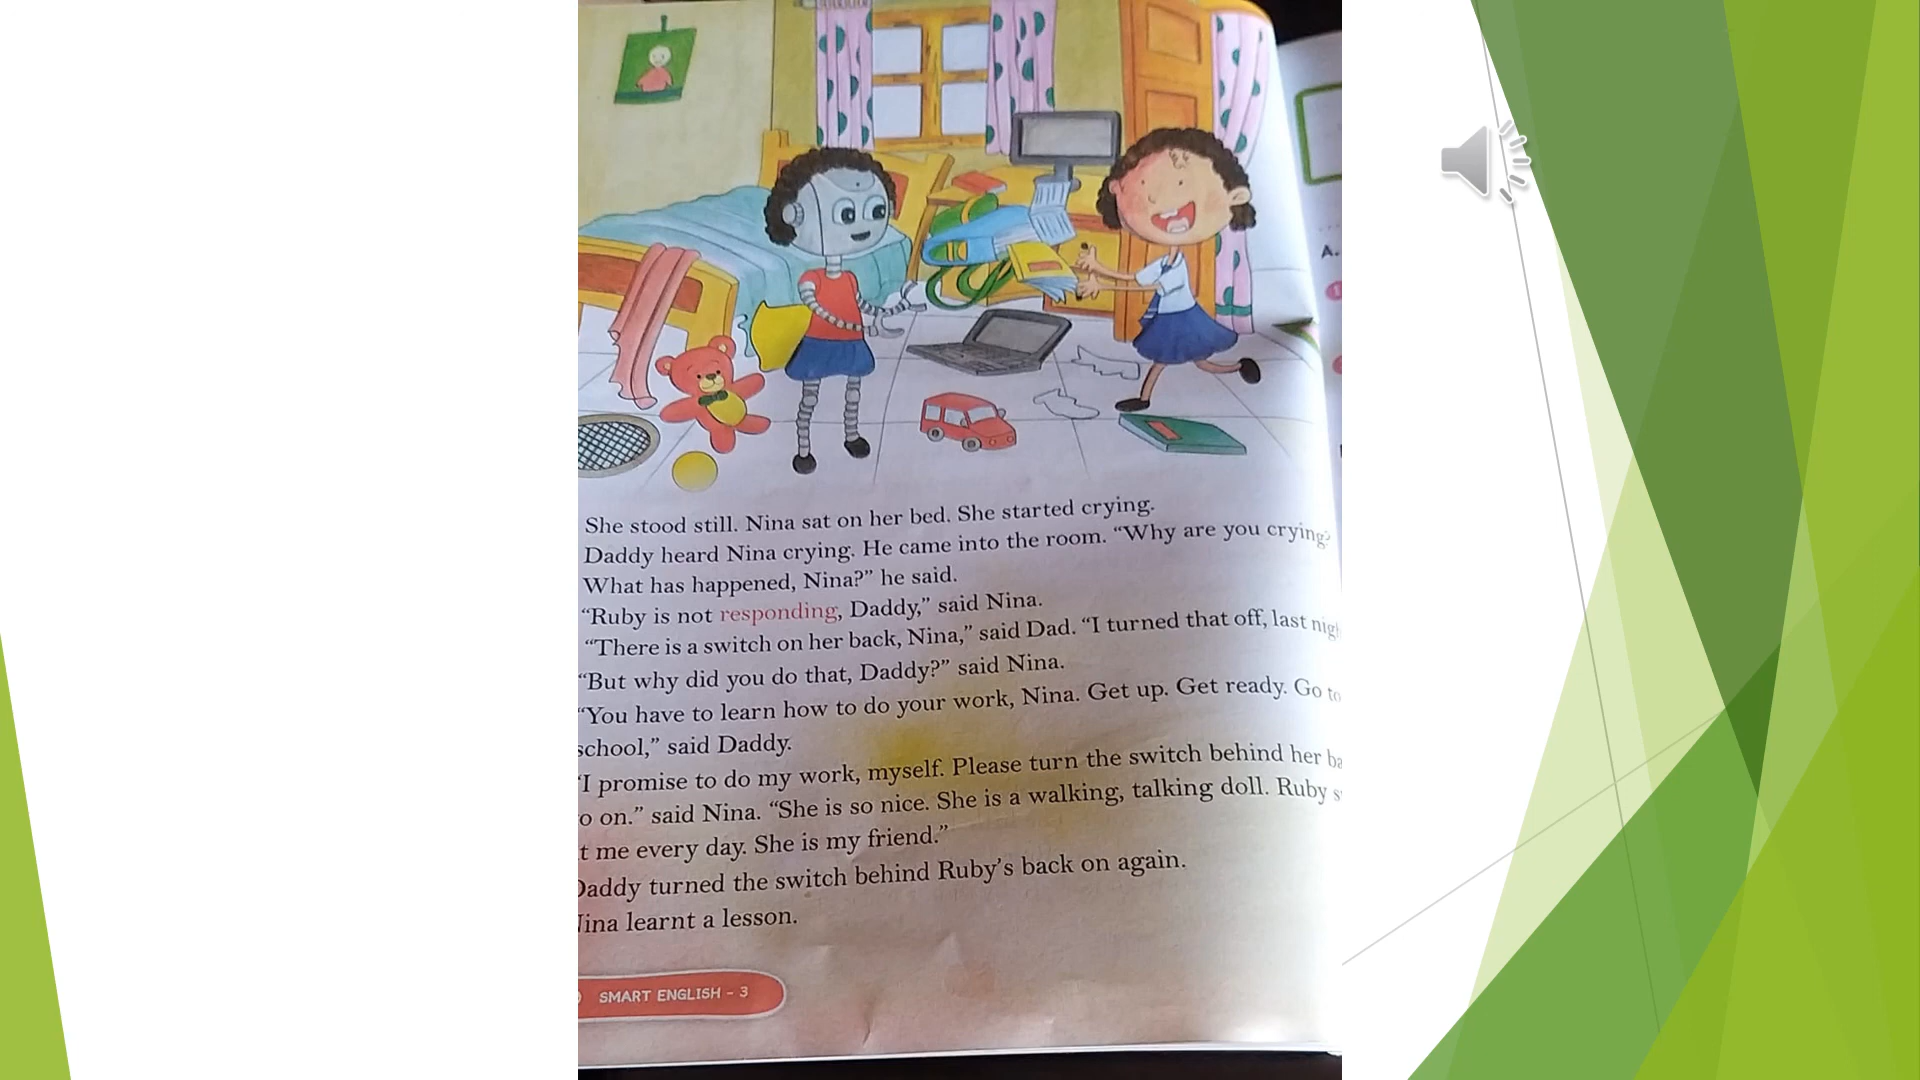 A.
She stood still. Nina sat on her bed. She started crying.
Daddy heard Nina crying. He came into the room. “Why are you crying?
What has happened, Nina?” he said.
“Ruby is not responding, Daddy,” said Nina.
“There is a switch on her back, Nina,” said Dad. “I turned that off, last
“But why did you do that, Daddy?” said Nina.
“You have to learn how to do your work, Nina. Get up. Get ready. Go to
school,” said Daddy.
“I promise to do my work, myself. Please turn the switch behind her
on.” said Nina. “She is so nice. She is a walking, talking doll. Ruby
me every day. She is my friend.”
Daddy turned the switch behind Ruby’s back on again.
Nina learnt a lesson.
SMART ENGLISH - 3